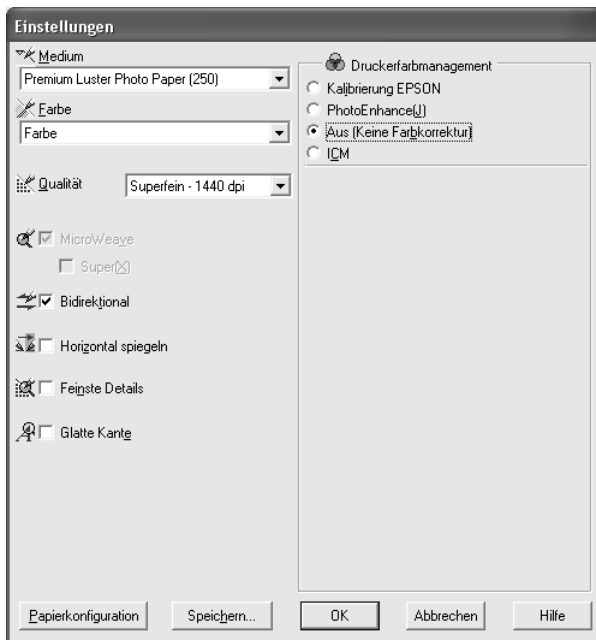 Einstellungen
Medium
Premium Luster Photo Paper (250)
Farbe
Farbe
Qualität
Superfein - 1440 dpi
MicroWeave
Super(X)
Bidirektional
Horizontal spiegeln
Feinste Details
Glatte Kante
Druckerfarbmanagement
Kalibrierung EPSON
PhotoEnhance(J)
Aus (Keine Farbkorrektur)
ICM
Papierkonfiguration
Speichern...
OK
Abbrechen
Hilfe